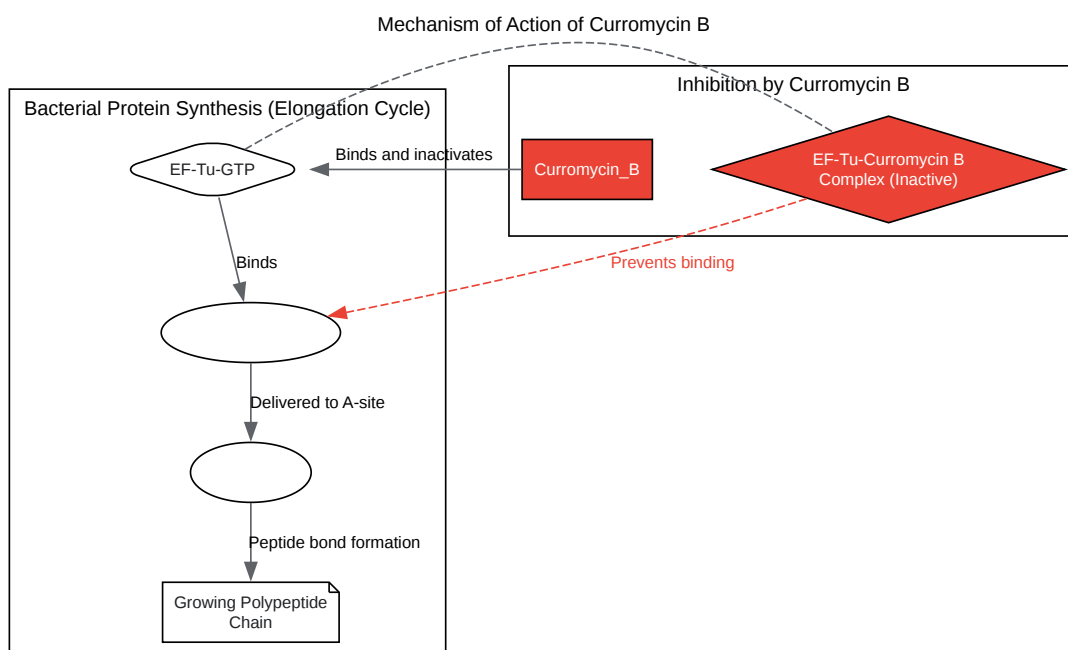 Mechanism of Action of Curromycin B
Inhibition by Curromycin B
Bacterial Protein Synthesis (Elongation Cycle)
EF-Tu-GTP
Binds and inactivates
Curromycin_B
EF-Tu-Curromycin B
Complex (Inactive)
Binds
Prevents binding
Delivered to A-site
Peptide bond formation
Growing Polypeptide
Chain